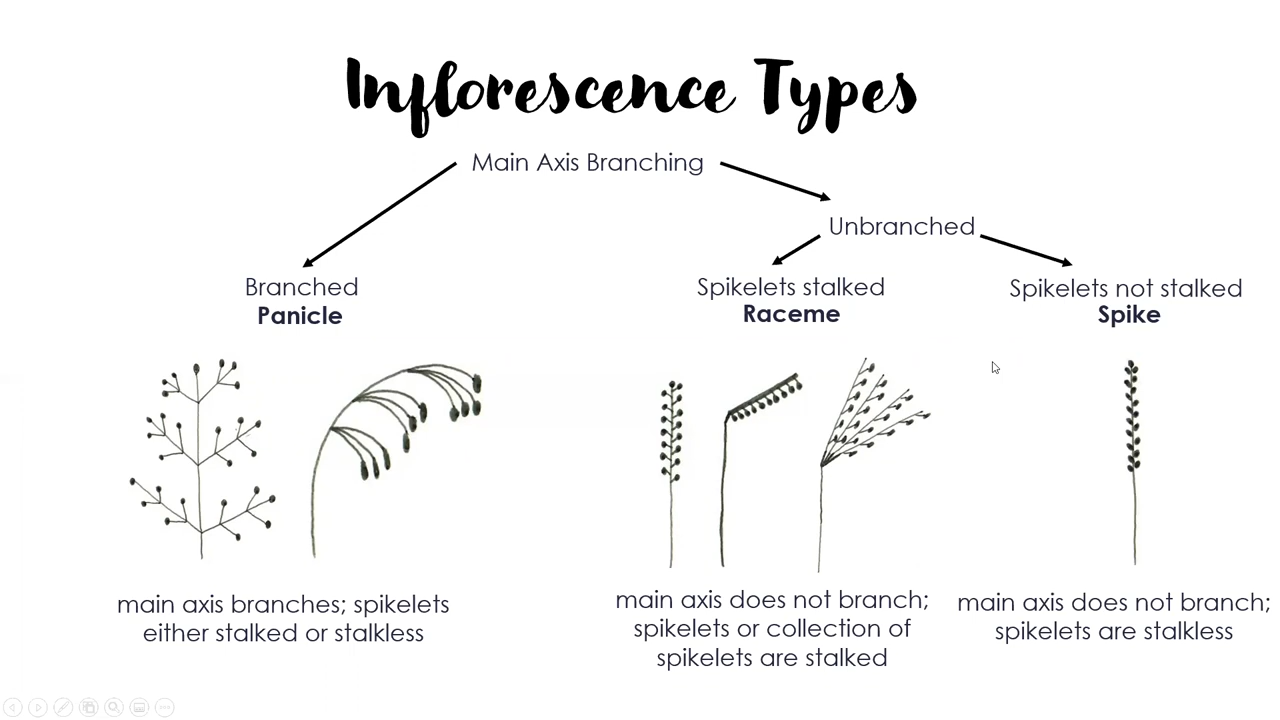 Inflorescence Types
Main Axis Branching
Unbranched
Branched
Panicle
Spikelets stalked
Raceme
Spikelets not stalked
Spike
main axis branches; spikelets
either stalked or stalkless
main axis does not branch;
spikelets or collection of
spikelets are stalked
main axis does not branch;
spikelets are stalkless